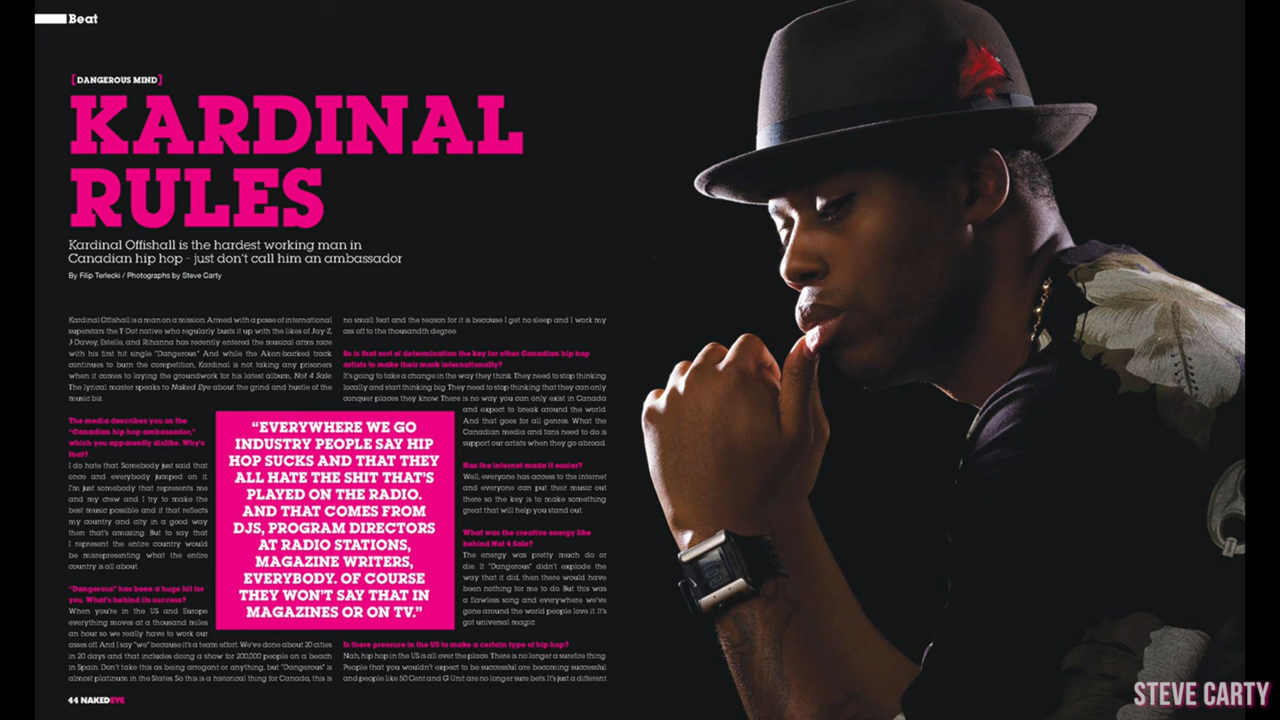 Beat
[DANGEROUS MIND]
KARDINAL
RULES
Kardinal Offishall is the hardest working man in
Canadian hip hop - just don't call him an ambassador
By Filip Terlecki / Photographs by Steve Carty
Kardinal Offishall is a man on a mission. Armed with a posse of international
superstars the T-Dot native who regularly busts it up with the likes of Jay-Z,
J-Davey, Estelle, and Rihanna has recently entered the musical arms race
with his first hit single "Dangerous." And while the Akon-backed track
continues to burn the competition, Kardinal is not taking any prisoners
when it comes to laying the groundwork for his latest album, Not 4 Sale.
The lyrical master speaks to Naked Eye about the grind and hustle of the
music biz.
The media describes you as the
"Canadian hip hop ambassador,"
which you apparently dislike. Why's
that?
I do hate that. Somebody just said that
once and everybody jumped on it.
I'm just somebody that represents me
and my crew and I try to make the
best music possible and if that reflects
my country and city in a good way
then that's amazing. But to say that
I represent the entire country would
be misrepresenting what the entire
country is all about.
"Dangerous" has been a huge hit for
you. What's behind its success?
When you're in the US and Europe
everything moves at a thousand miles
an hour so we really have to work our
asses off. And I say "we" because it's a team effort. We've done about 20 cities
in 20 days and that includes doing a show for 200,000 people on a beach
in Spain. Don't take this as being arrogant or anything, but "Dangerous" is
almost platinum in the States. So this is a historical thing for Canada, this is
"EVERYWHERE WE GO
INDUSTRY PEOPLE SAY HIP
HOP SUCKS AND THAT THEY
ALL HATE THE SHIT THAT'S
PLAYED ON THE RADIO.
AND THAT COMES FROM
DJS, PROGRAM DIRECTORS
AT RADIO STATIONS,
MAGAZINE WRITERS,
EVERYBODY. OF COURSE
THEY WON'T SAY THAT IN
MAGAZINES OR ON TV."
no small feat and the reason for it is because I get no sleep and I work my
ass off to the thousandth degree.
So is that sort of determination the key for other Canadian hip hop
artists to make their mark internationally?
It's going to take a change in the way they think. They need to stop thinking
locally and start thinking big. They need to stop thinking that they can only
conquer places they know. There is no way you can only exist in Canada
and expect to break around the world.
And that goes for all genres. What the
Canadian media and fans need to do is
support our artists when they go abroad.
Has the internet made it easier?
Well, everyone has access to the internet
and everyone can put their music out
there so the key is to make something
great that will help you stand out.
What was the creative energy like
behind Not 4 Sale?
The energy was pretty much do or
die. If "Dangerous" didn't explode the
way that it did, then there would have
been nothing for me to do. But this was
a flawless song and everywhere we've
gone around the world people love it. It's
got universal magic.
Is there pressure in the US to make a certain type of hip hop?
Nah, hip hop in the US is all over the place. There is no longer a surefire thing.
People that you wouldn't expect to be successful are becoming successful
and people like 50 Cent and G-Unit are no longer sure bets. It's just a different
44 NAKEDEYE
STEVE CARTY